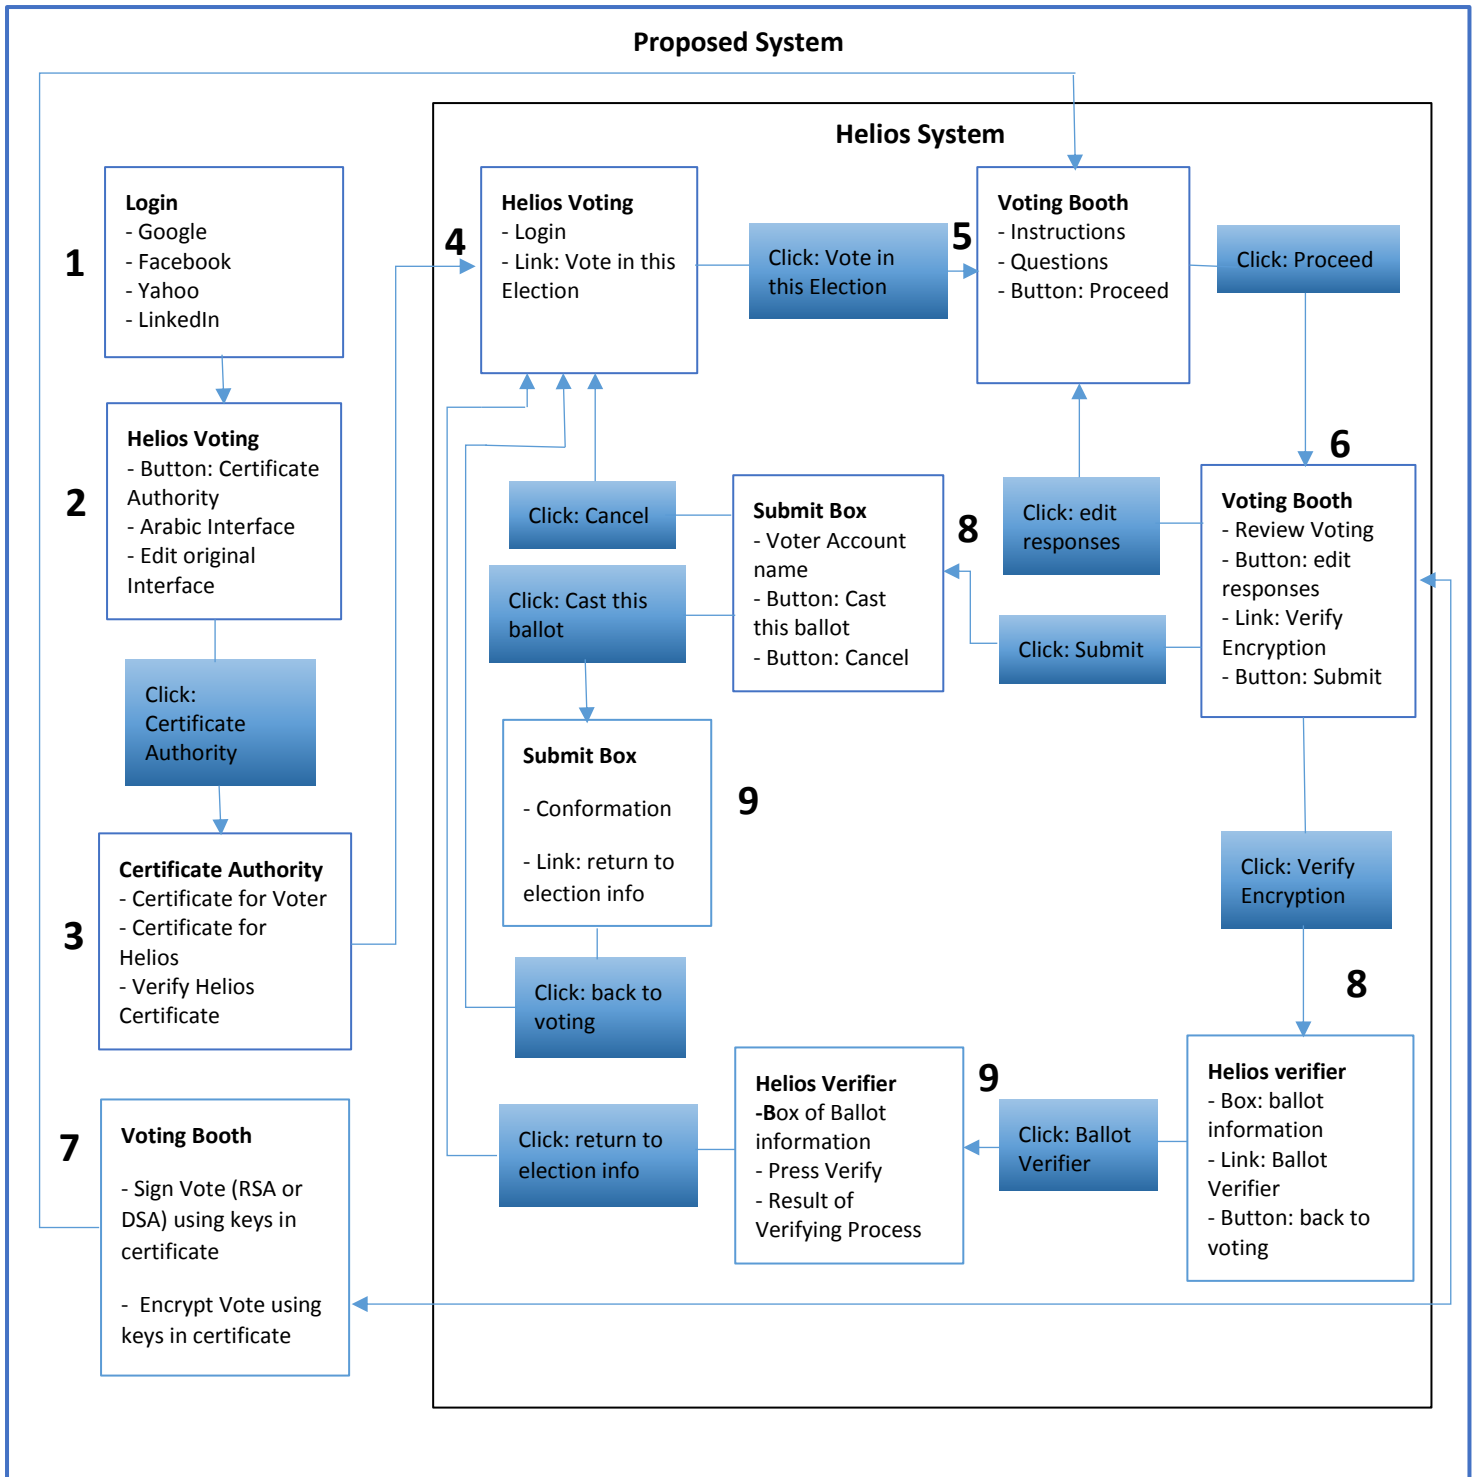 Proposed System
Helios System
1
Login
- Google
- Facebook
- Yahoo
- LinkedIn
2
Helios Voting
- Button: Certificate
Authority
- Arabic Interface
- Edit original
Interface
Click:
Certificate
Authority
3
Certificate Authority
- Certificate for Voter
- Certificate for
Helios
- Verify Helios
Certificate
4
Helios Voting
- Login
- Link: Vote in this
Election
Click: Vote in
this Election
5
Voting Booth
- Instructions
- Questions
- Button: Proceed
Click: Proceed
6
Voting Booth
- Review Voting
- Button: edit
responses
- Link: Verify
Encryption
- Button: Submit
Click: edit
responses
Click: Submit
7
Voting Booth
- Sign Vote (RSA or
DSA) using keys in
certificate
- Encrypt Vote using
keys in certificate
8
Submit Box
- Voter Account
name
- Button: Cast
this ballot
- Button: Cancel
Click: Cancel
Click: Cast this
ballot
9
Submit Box
- Conformation
- Link: return to
election info
Click: back to
voting
Click: Verify
Encryption
8
Helios verifier
- Box: ballot
information
- Link: Ballot
Verifier
- Button: back to
voting
Click: Ballot
Verifier
9
Helios Verifier
-Box of Ballot
information
- Press Verify
- Result of
Verifying Process
Click: return to
election info